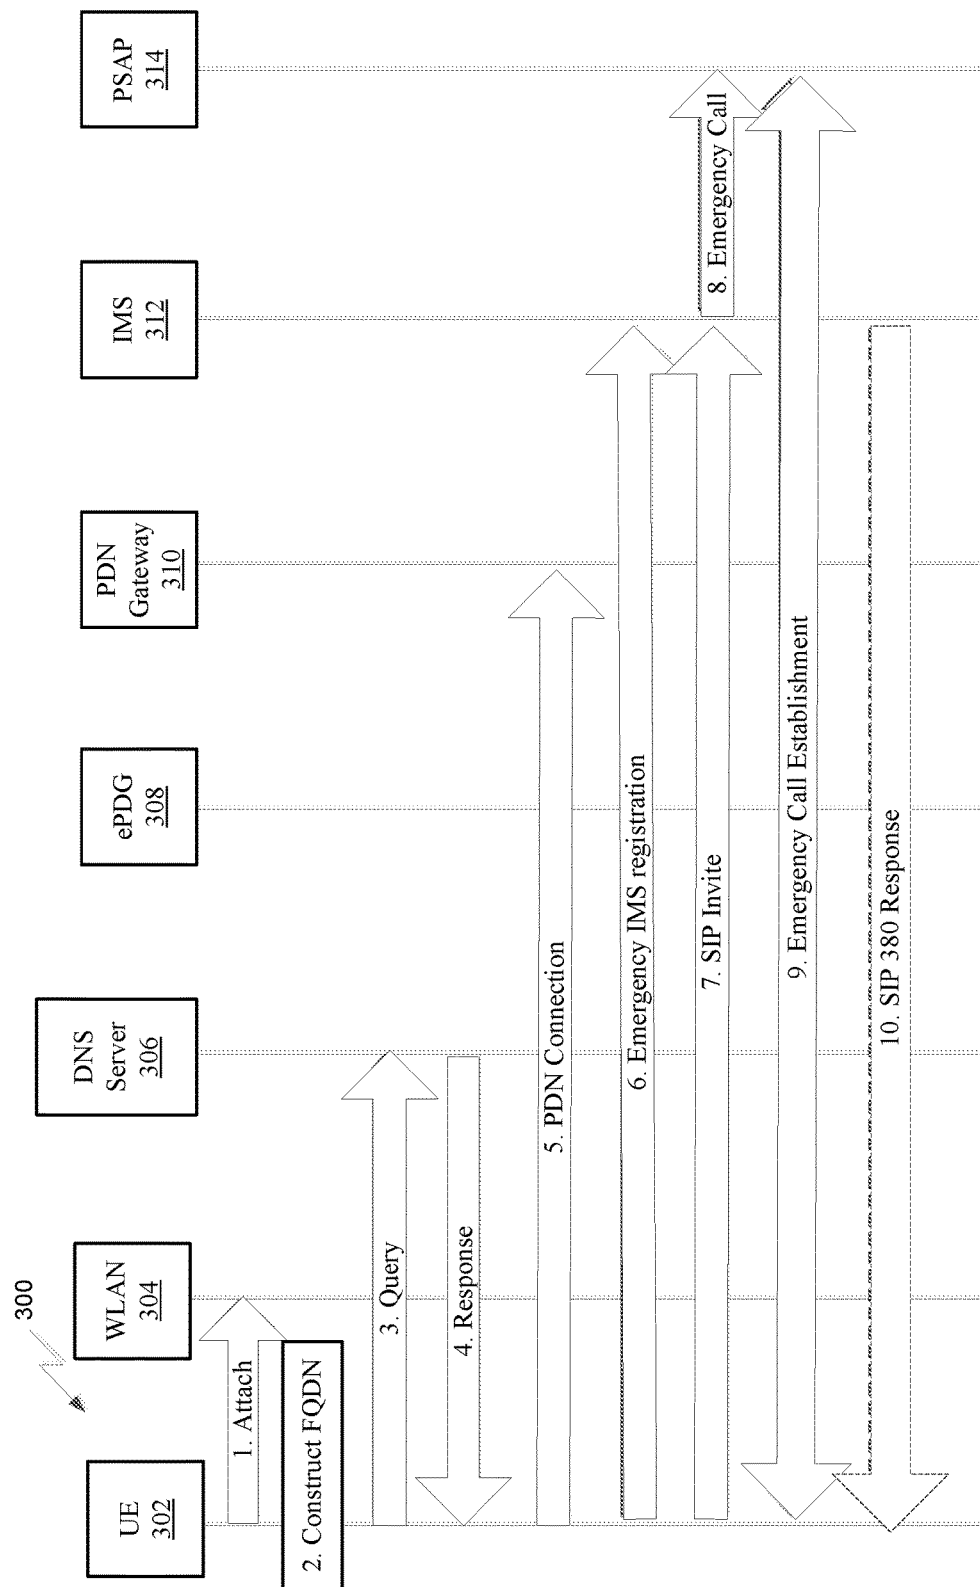 300
UE
302
WLAN
304
DNS
Server
306
ePDG
308
PDN
Gateway
310
IMS
312
PSAP
314
1. Attach
2. Construct FQDN
3. Query
4. Response
5. PDN Connection
6. Emergency IMS registration
7. SIP Invite
8. Emergency Call
9. Emergency Call Establishment
10. SIP 380 Response